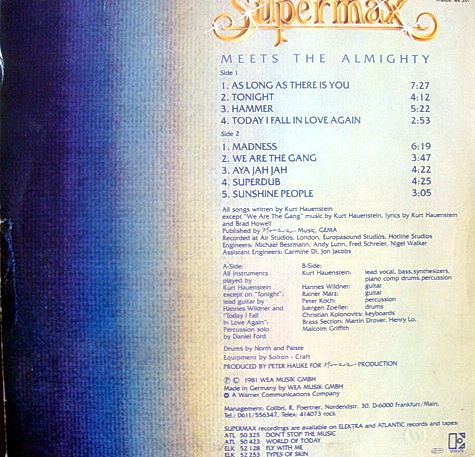 France: WE 351
Supermax
MEETS THE ALMIGHTY
Side 1
1. AS LONG AS THERE IS YOU 7:27
2. TONIGHT 4:12
3. HAMMER 5:22
4. TODAY I FALL IN LOVE AGAIN 2:53
Side 2
1. MADNESS 6:19
2. WE ARE THE GANG 3:47
3. AYA JAH JAH 4:22
4. SUPERDUB 4:25
5. SUNSHINE PEOPLE 3:05
All songs written by Kurt Hauenstein
except "We Are The Gang" music by Kurt Hauenstein, lyrics by Kurt Hauenstein
and Brad Howell
Published by Music, GEMA
Recorded at Air Studios, London, Europasound Studios, Hotline Studios
Engineers: Michael Bestmann, Andy Lunn, Fred Schreier, Nigel Walker
Assistant Engineers: Carmine Di, Jon Jacobs
A-Side:
All instruments
played by
Kurt Hauenstein
except on "Tonight":
lead guitar by
Hannes Wildner and
"Today I Fall
In Love Again":
Percussion solo
by Daniel Ford
B-Side:
Kurt Hauenstein: lead vocal, bass, synthesizers,
piano comp drums, percussion
Hannes Wildner: guitar
Rainer Marz: guitar
Peter Koch: percussion
Juergen Zoeller: drums
Christian Kolonovits: keyboards
Brass Section: Martin Drover, Henry Lo,
Malcolm Griffith
Drums by North and Paiste
Equipment by Solton - Craft
PRODUCED BY PETER HAUKE FOR PRODUCTION
℗ © 1981 WEA MUSIK GMBH
Made in Germany by WEA MUSIK GMBH
A Warner Communications Company
Management: Colibri, R. Poertner, Nordendstr. 30, D-6000 Frankfurt/Main,
Tel.: 0611/556347, Telex: 414073 rock
SUPERMAX recordings are available on ELEKTRA and ATLANTIC records and tapes:
ATL 50 325 DON'T STOP THE MUSIC
ATL 50 423 WORLD OF TODAY
ELK 52 128 FLY WITH ME
ELK 52 253 TYPES OF SKIN